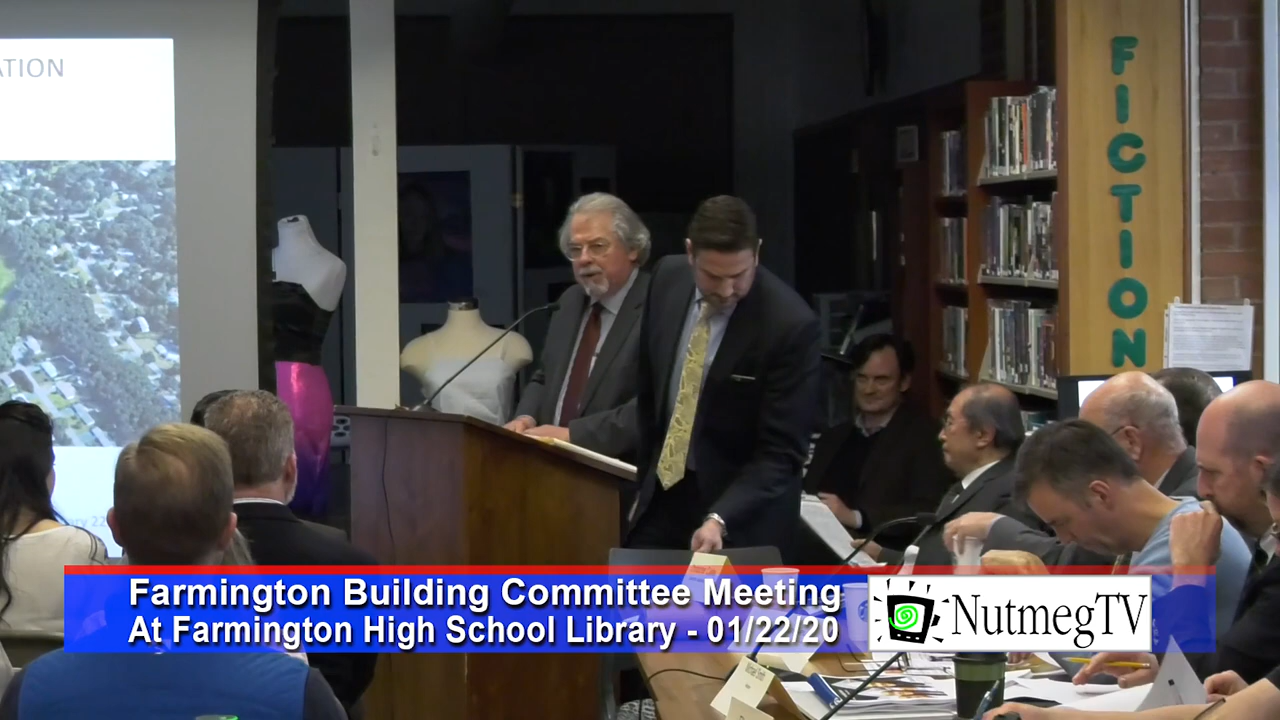 ATION
FICTION
Farmington Building Committee Meeting
At Farmington High School Library - 01/22/20
NutmegTV